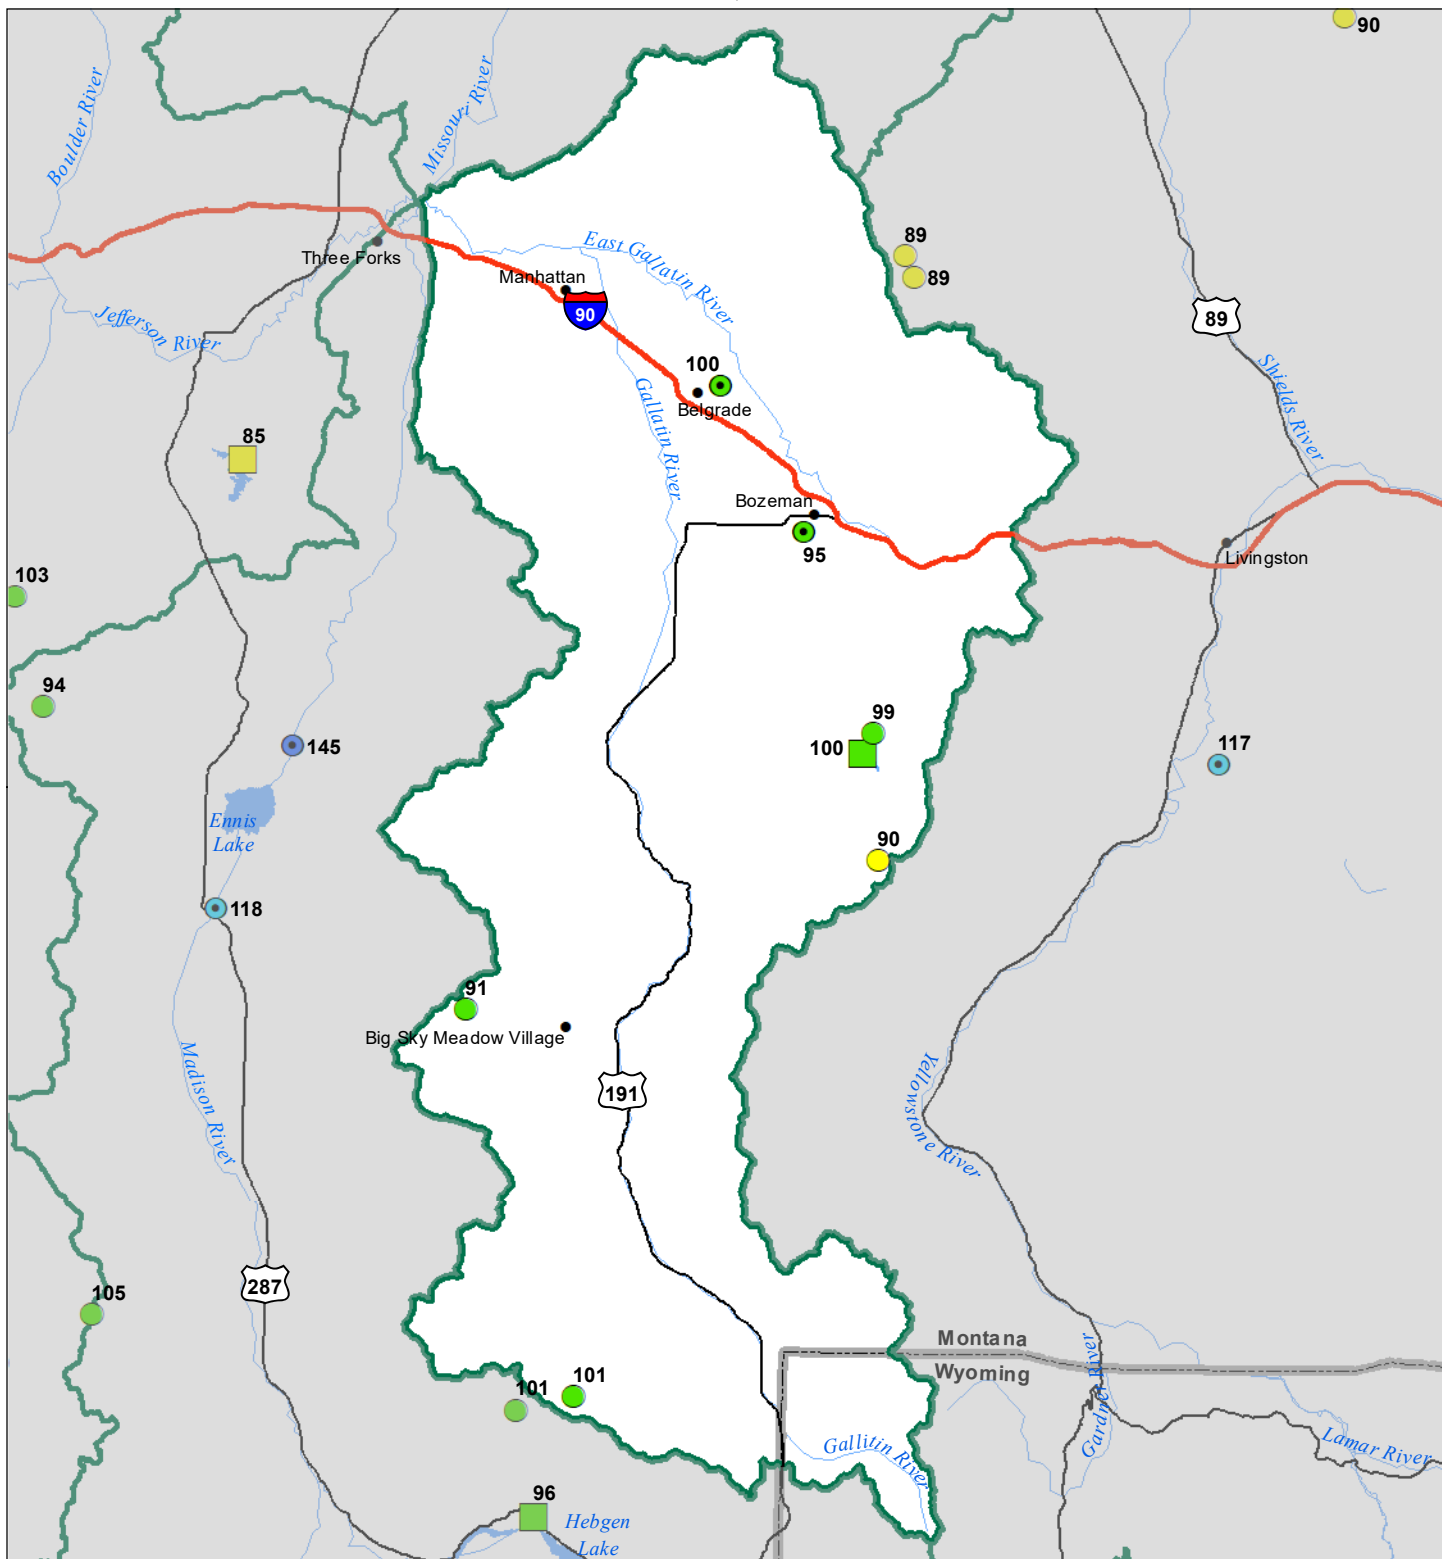 90
Boulder River
Missouri River
89
East Gallatin River
89
Three Forks
Manhattan
90
89
Jefferson River
Shields River
100
Gallatin River
Belgrade
85
Bozeman
95
Livingston
103
94
99
145
100
117
Ennis
Lake
90
118
91
Big Sky Meadow Village
Madison River
Yellowstone River
191
287
105
Montana
Wyoming
Gardner River
101
101
Gallitin River
Lamar River
96
Hebgen
Lake